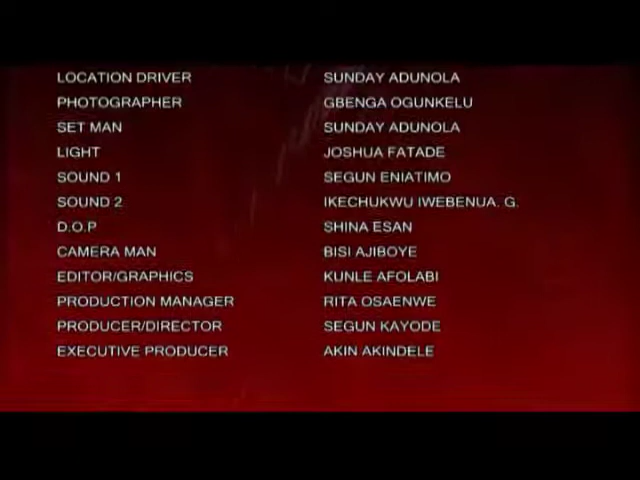 LOCATION DRIVER SUNDAY ADUNOLA
PHOTOGRAPHER GBENGA OGUNKELU
SET MAN SUNDAY ADUNOLA
LIGHT JOSHUA FATADE
SOUND 1 SEGUN ENIATIMO
SOUND 2 IKECHUKWU IWEBENUA. G.
D.O.P SHINA ESAN
CAMERA MAN BISI AJIBOYE
EDITOR/GRAPHICS KUNLE AFOLABI
PRODUCTION MANAGER RITA OSAENWE
PRODUCER/DIRECTOR SEGUN KAYODE
EXECUTIVE PRODUCER AKIN AKINDELE